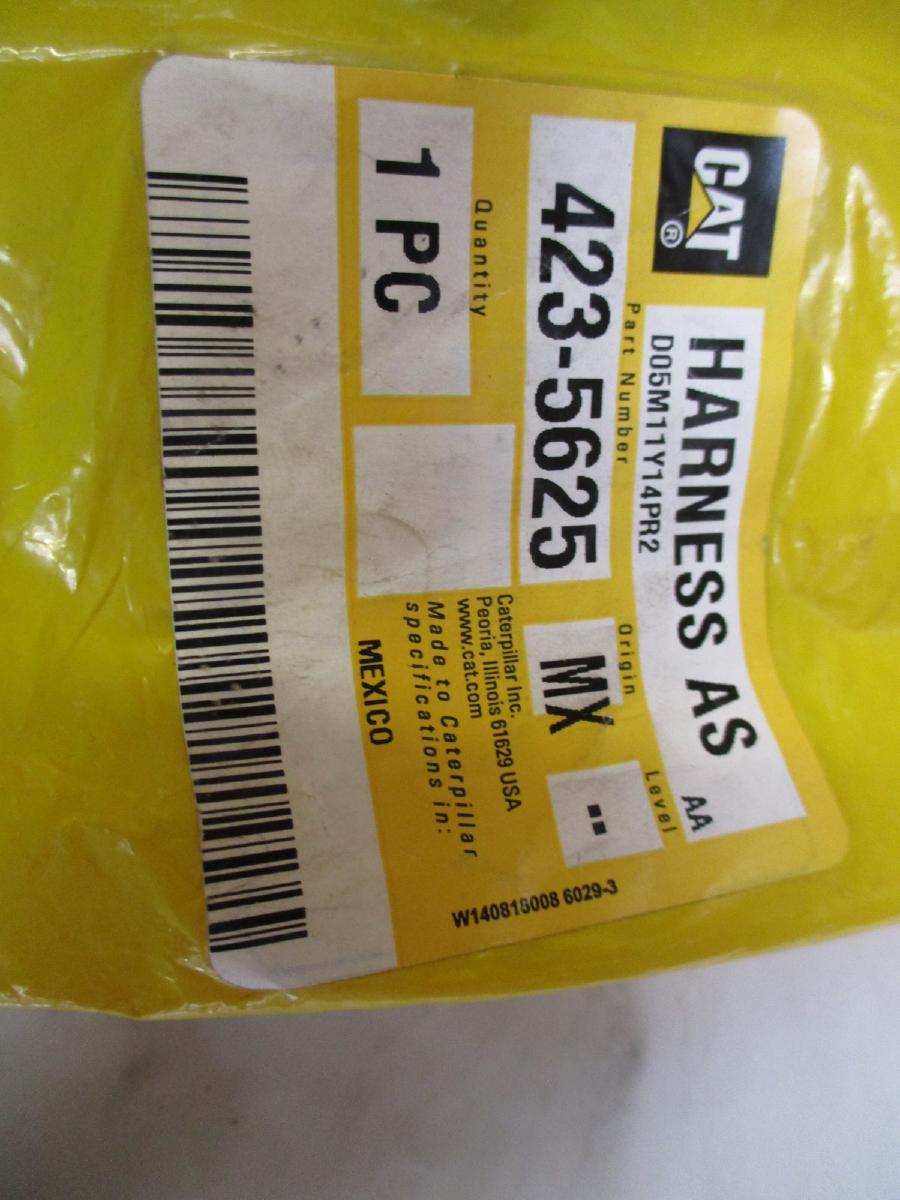 CAT®
HARNESS AS
AA
D05M11Y14PR2
Part Number
Origin
Level
423-5625
MX
--
Quantity
1 PC
Caterpillar Inc.
Peoria, Illinois 61629 USA
www.cat.com
Made to Caterpillar
specifications in:
MEXICO
W140818008 6029-3